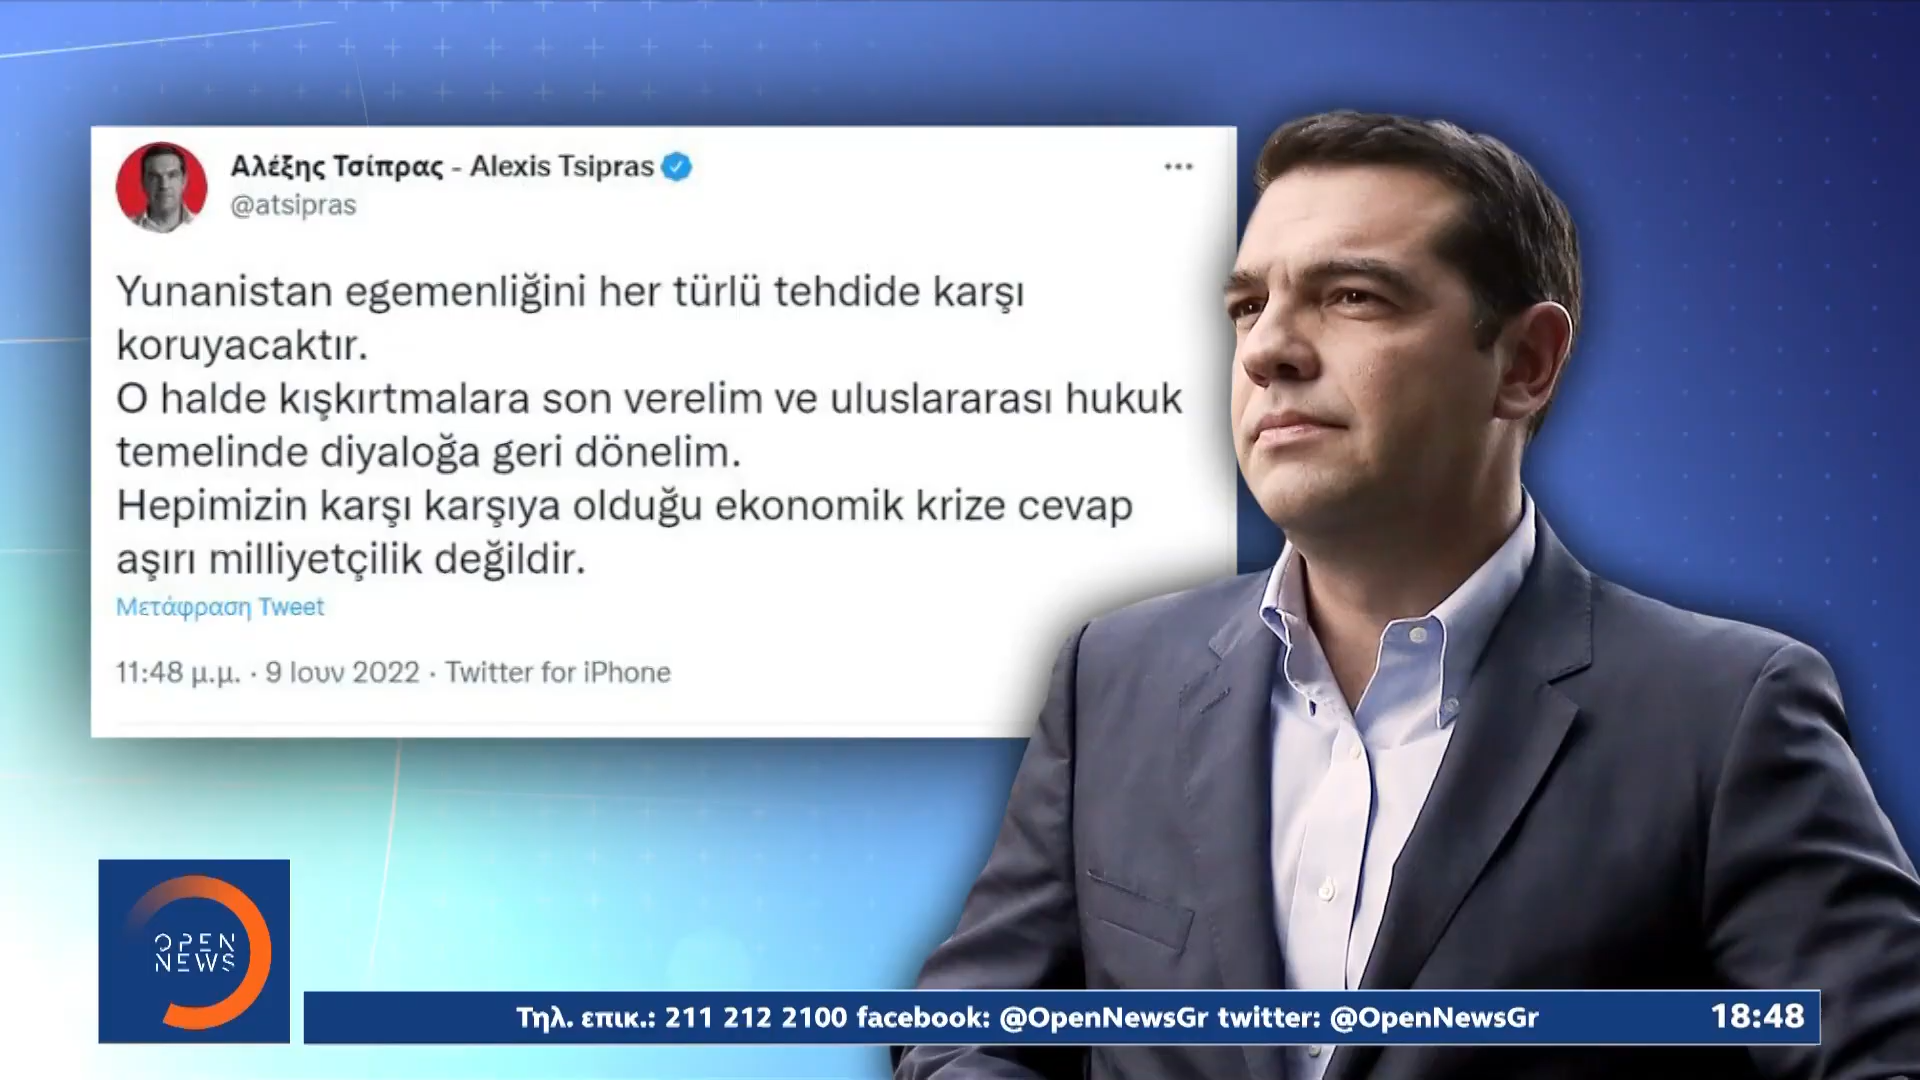 Αλέξης Τσίπρας - Alexis Tsipras
@atsipras
Yunanistan egemenliğini her türlü tehdide karşı
koruyacaktır.
O halde kışkırtmalara son verelim ve uluslararası hukuk
temelinde diyaloğa geri dönelim.
Hepimizin karşı karşıya olduğu ekonomik krize cevap
aşırı milliyetçilik değildir.
Μετάφραση Tweet
11:48 μ.μ. · 9 Ιουν 2022 · Twitter for iPhone
OPEN
NEWS
Τηλ. επικ.: 211 212 2100 facebook: @OpenNewsGr twitter: @OpenNewsGr
18:48